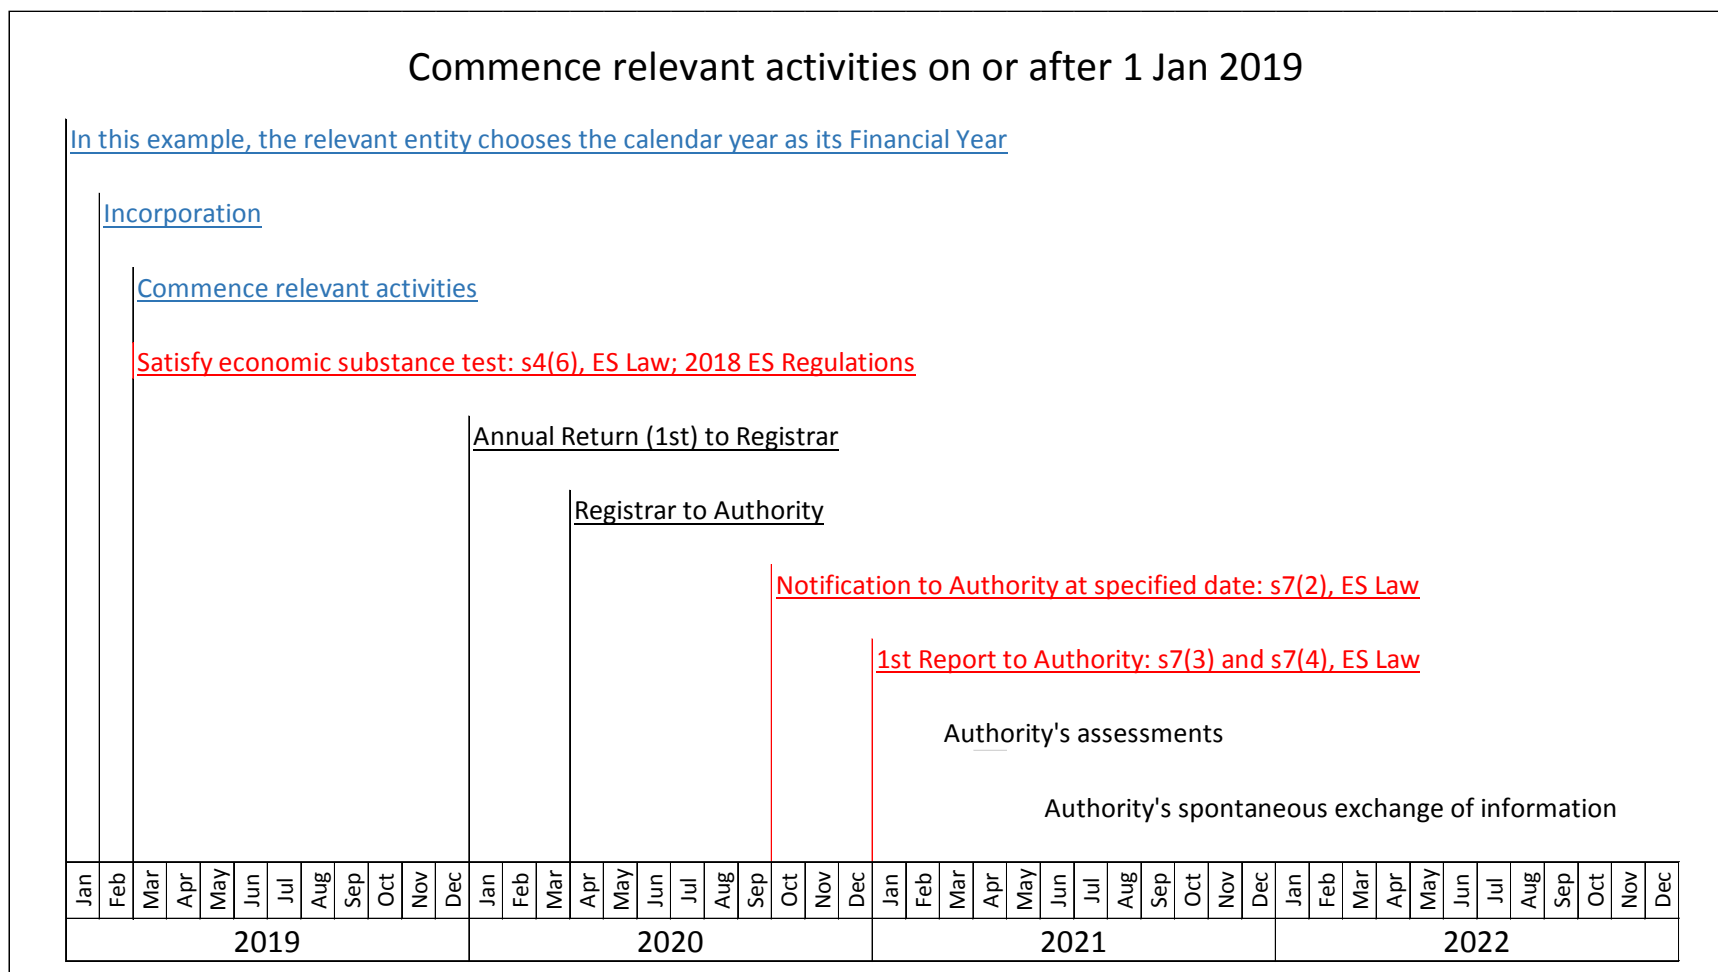 Commence relevant activities on or after 1 Jan 2019
In this example, the relevant entity chooses the calendar year as its Financial Year
Incorporation
Commence relevant activities
Satisfy economic substance test: s4(6), ES Law; 2018 ES Regulations
Annual Return (1st) to Registrar
Registrar to Authority
Notification to Authority at specified date: s7(2), ES Law
1st Report to Authority: s7(3) and s7(4), ES Law
Authority's assessments
Authority's spontaneous exchange of information
Jan Feb Mar Apr May Jun Jul Aug Sep Oct Nov Dec Jan Feb Mar Apr May Jun Jul Aug Sep Oct Nov Dec Jan Feb Mar Apr May Jun Jul Aug Sep Oct Nov Dec Jan Feb Mar Apr May Jun Jul Aug Sep Oct Nov Dec
2019 2020 2021 2022